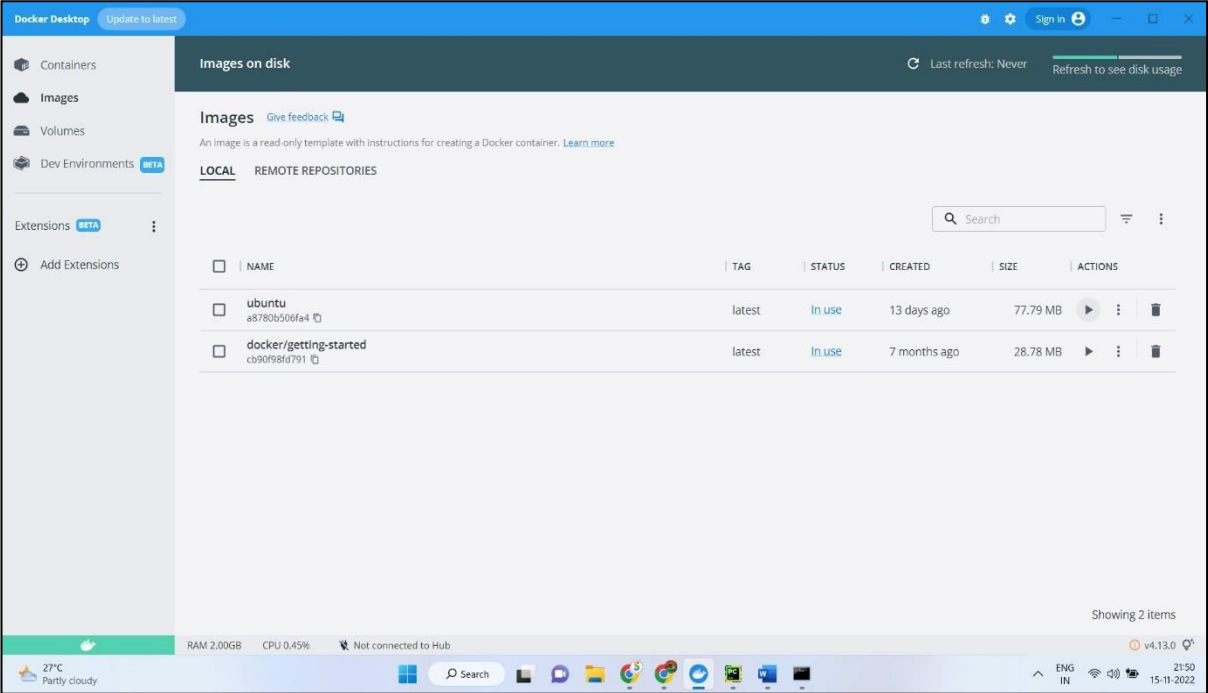 Docker Desktop Update to latest Sign in
Containers
Images
Volumes
Dev Environments BETA
Extensions BETA
Add Extensions
Images on disk
Last refresh: Never
Refresh to see disk usage
Images Give feedback
An image is a read-only template with instructions for creating a Docker container. Learn more
LOCAL REMOTE REPOSITORIES
Search
NAME TAG STATUS CREATED SIZE ACTIONS
ubuntu latest In use 13 days ago 77.79 MB
a8780b506fa4
docker/getting-started latest In use 7 months ago 28.78 MB
cb90f98fd791
Showing 2 items
RAM 2.00GB CPU 0.45% Not connected to Hub v4.13.0
27°C
Partly cloudy
Search
ENG
IN
21:50
15-11-2022